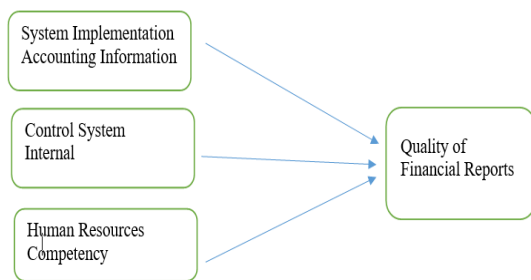 System Implementation
Accounting Information
Control System
Internal
Human Resources
Competency
Quality of
Financial Reports